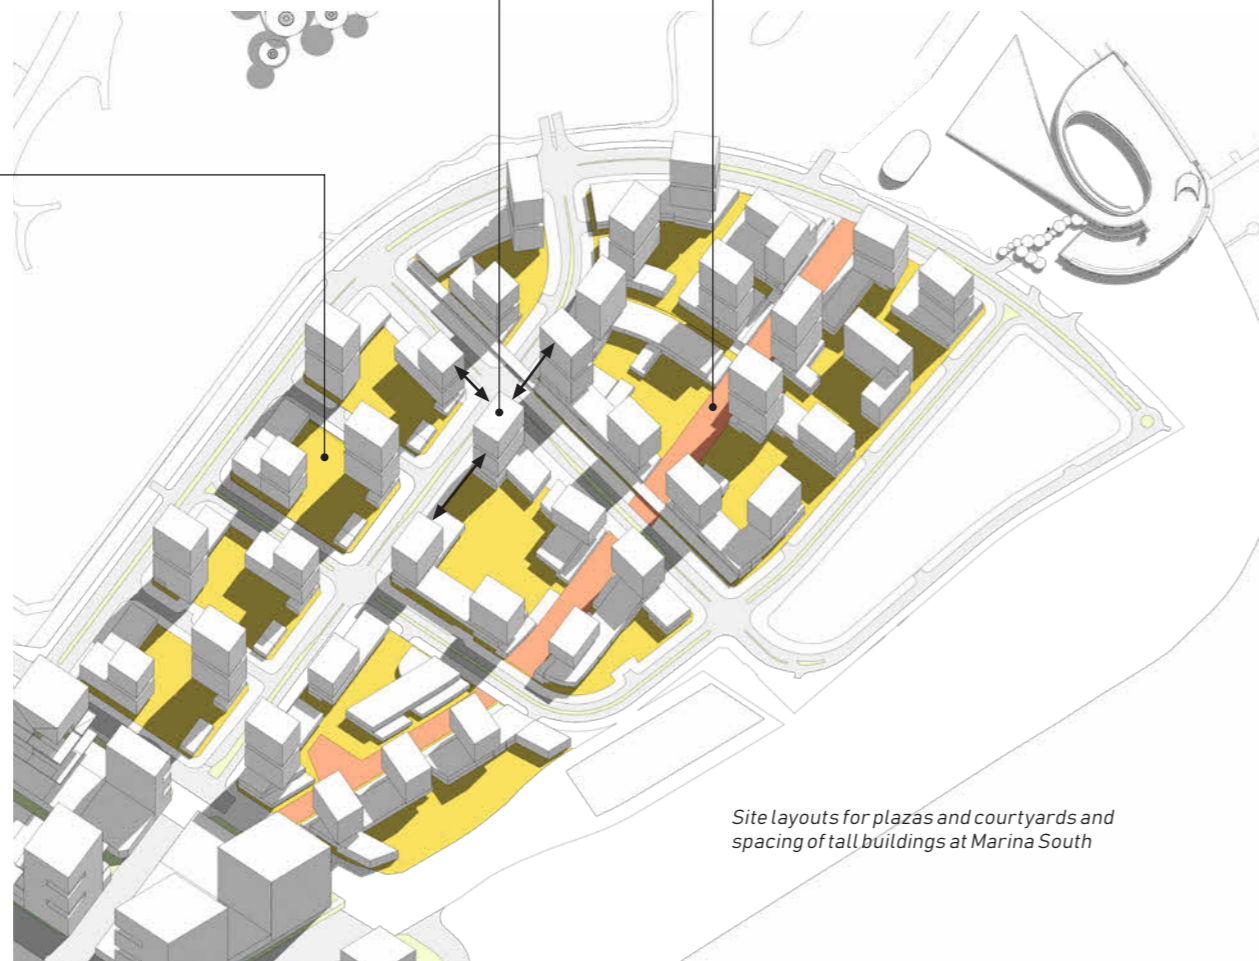 Site layouts for plazas and courtyards and
spacing of tall buildings at Marina South